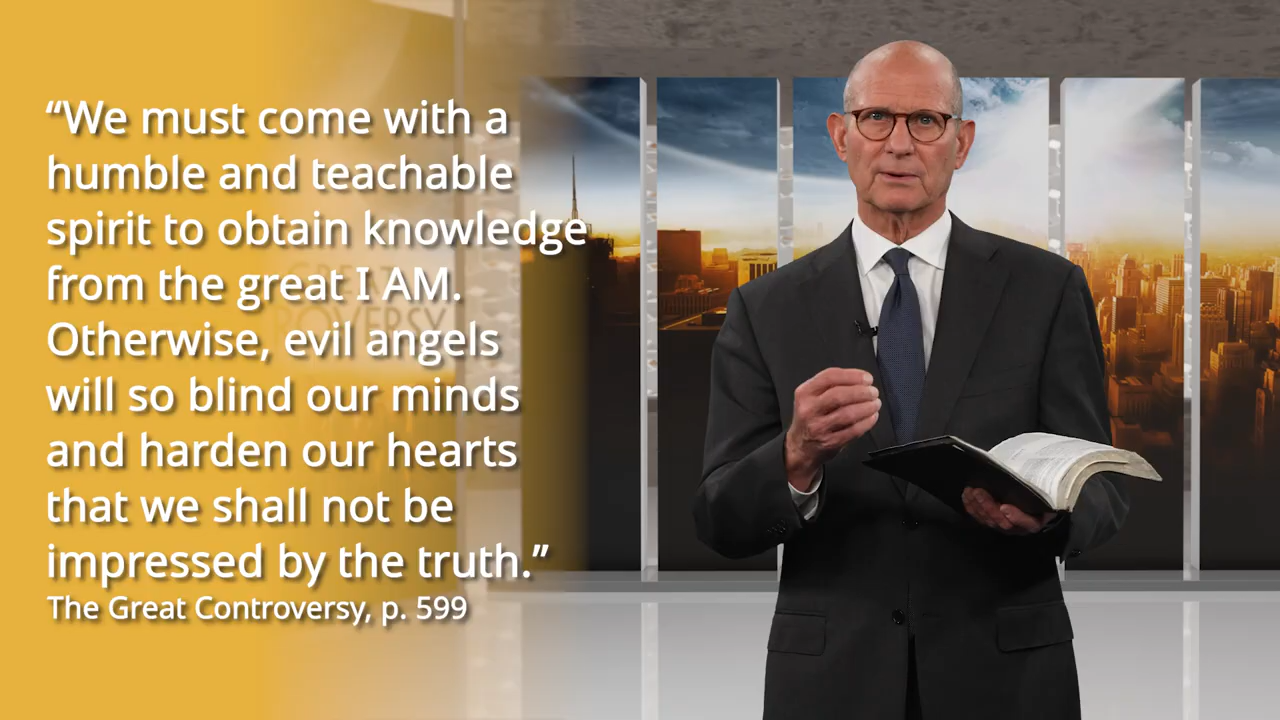 “We must come with a
humble and teachable
spirit to obtain knowledge
from the great I AM.
Otherwise, evil angels
will so blind our minds
and harden our hearts
that we shall not be
impressed by the truth.”
The Great Controversy, p. 599